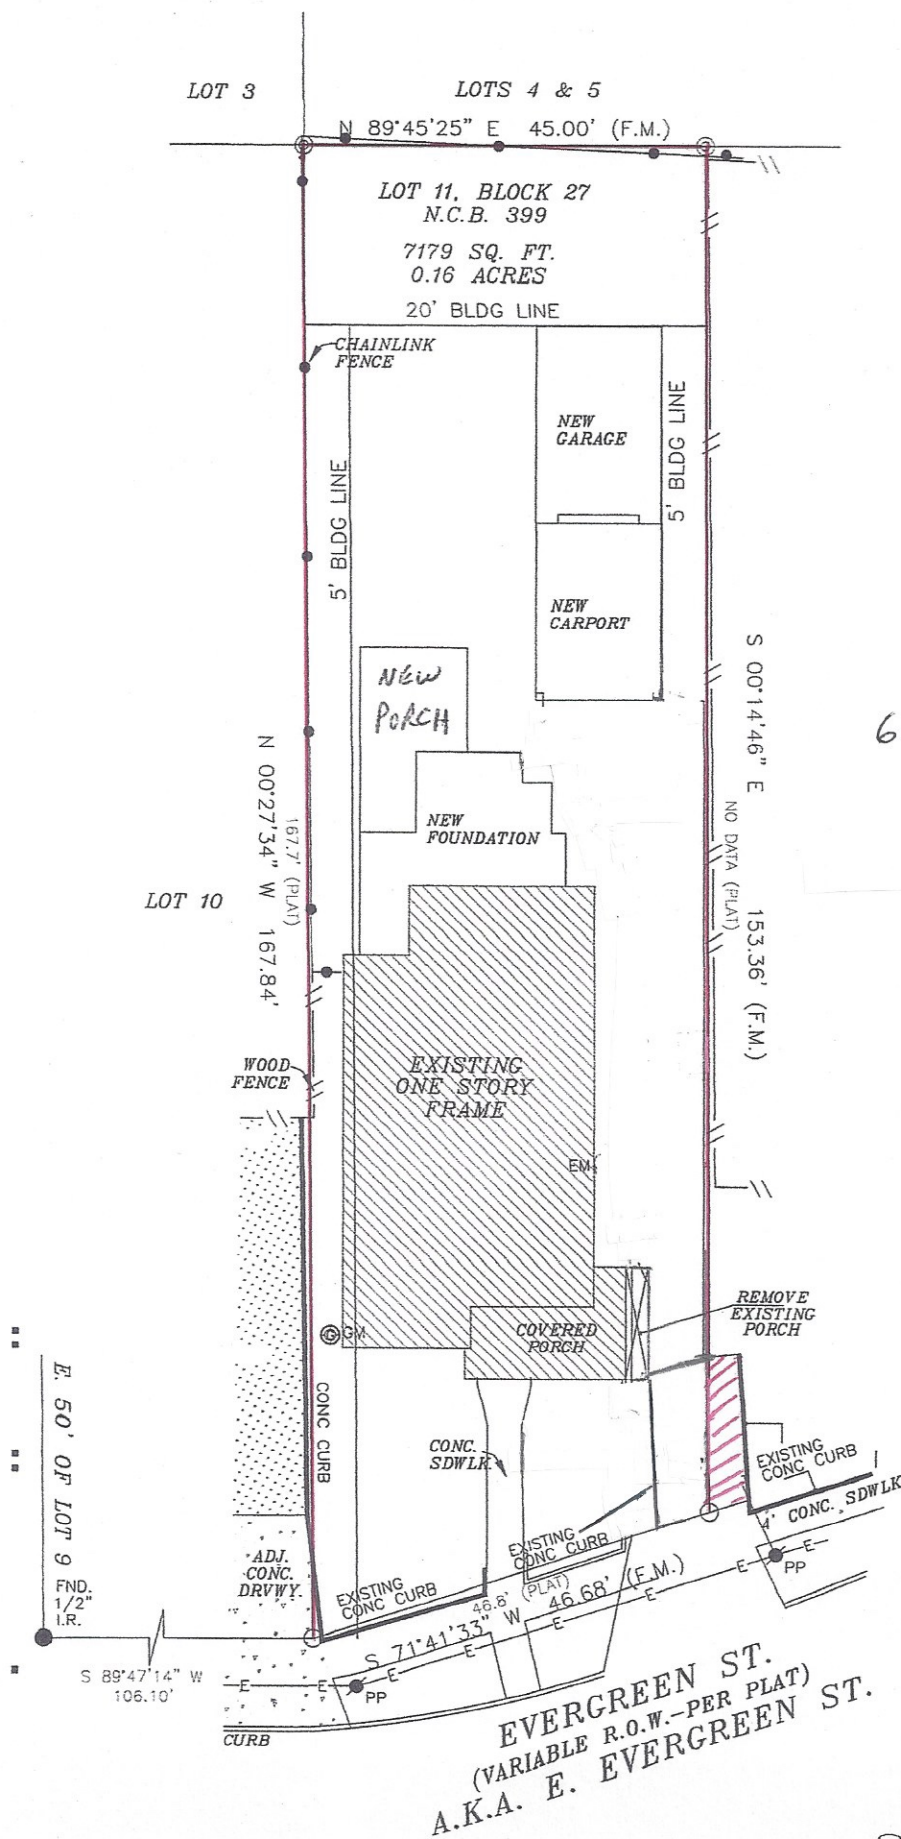 LOT 3
LOTS 4 & 5
N 89°45'25" E 45.00' (F.M.)
LOT 11, BLOCK 27
N.C.B. 399
7179 SQ. FT.
0.16 ACRES
20' BLDG LINE
CHAINLINK
FENCE
NEW
GARAGE
5' BLDG LINE
5' BLDG LINE
NEW
CARPORT
NEW
PORCH
S 00°14'46" E 153.36' (F.M.)
NO DATA (PLAT)
6
N 00°27'34" W 167.84'
167.7' (PLAT)
NEW
FOUNDATION
LOT 10
WOOD
FENCE
EXISTING
ONE STORY
FRAME
EM
REMOVE
EXISTING
PORCH
COVERED
PORCH
G GM
CONC CURB
E. 50' OF LOT 9
CONC.
SDWLK
EXISTING
CONC CURB
4' CONC. SDWLK
EXISTING
CONC CURB
ADJ.
CONC.
DRVWY.
EXISTING
CONC CURB
46.8' (PLAT)
S 71°41'33" W 46.68' (F.M.)
FND.
1/2"
I.R.
S 89°47'14" W
106.10'
E E E E E E E E
PP
PP
CURB
EVERGREEN ST.
(VARIABLE R.O.W.-PER PLAT)
A.K.A. E. EVERGREEN ST.